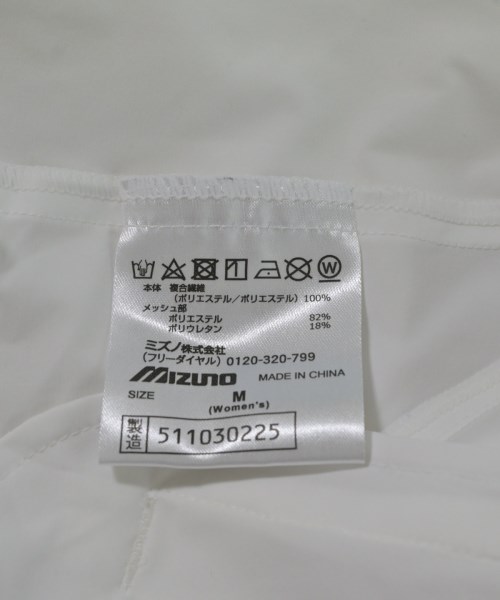 本体 複合繊維
(ポリエステル/ポリエステル) 100%
メッシュ部
ポリエステル 82%
ポリウレタン 18%
ミズノ株式会社
(フリーダイヤル) 0120-320-799
MIZUNO MADE IN CHINA
SIZE M
(Women's)
製造 511030225